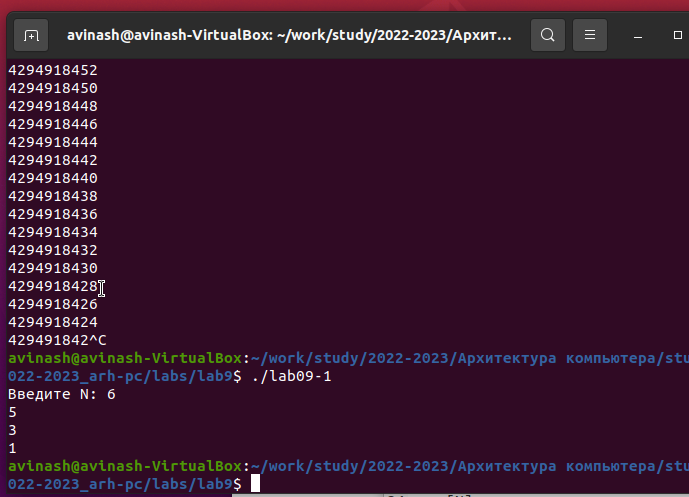 avinash@avinash-VirtualBox: ~/work/study/2022-2023/Архит...
4294918452
4294918450
4294918448
4294918446
4294918444
4294918442
4294918440
4294918438
4294918436
4294918434
4294918432
4294918430
4294918428
4294918426
4294918424
429491842^C
avinash@avinash-VirtualBox:~/work/study/2022-2023/Архитектура компьютера/stu
022-2023_arh-pc/labs/lab9$ ./lab09-1
Введите N: 6
5
3
1
avinash@avinash-VirtualBox:~/work/study/2022-2023/Архитектура компьютера/stu
022-2023_arh-pc/labs/lab9$